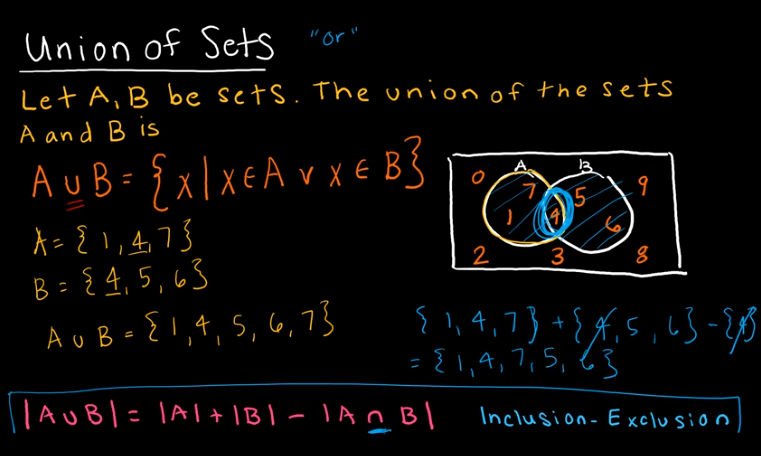 Union of Sets "or"
Let A, B be sets. The union of the sets
A and B is
A ∪ B = { x | x ∈ A ∨ x ∈ B }
A = { 1, 4, 7 }
B = { 4, 5, 6 }
A ∪ B = { 1, 4, 5, 6, 7 }
A B
0 7 5 9
1 4 6
2 3 8
{ 1, 4, 7 } + { 4, 5, 6 } - { 4 }
= { 1, 4, 7, 5, 6 }
|A ∪ B| = |A| + |B| - |A ∩ B| Inclusion-Exclusion